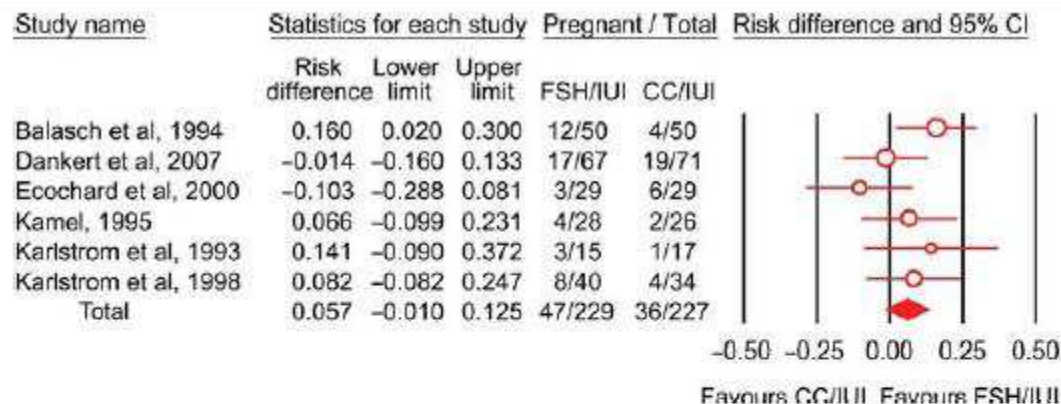 Study name Statistics for each study Pregnant / Total Risk difference and 95% CI
Risk difference Lower limit Upper limit FSH/IUI CC/IUI
Balasch et al, 1994 0.160 0.020 0.300 12/50 4/50
Dankert et al, 2007 −0.014 −0.160 0.133 17/67 19/71
Ecochard et al, 2000 −0.103 −0.288 0.081 3/29 6/29
Kamel, 1995 0.066 −0.099 0.231 4/28 2/26
Karlstrom et al, 1993 0.141 −0.090 0.372 3/15 1/17
Karlstrom et al, 1998 0.082 −0.082 0.247 8/40 4/34
Total 0.057 −0.010 0.125 47/229 36/227
−0.50 −0.25 0.00 0.25 0.50
Favours CC/IUI Favours FSH/IUI